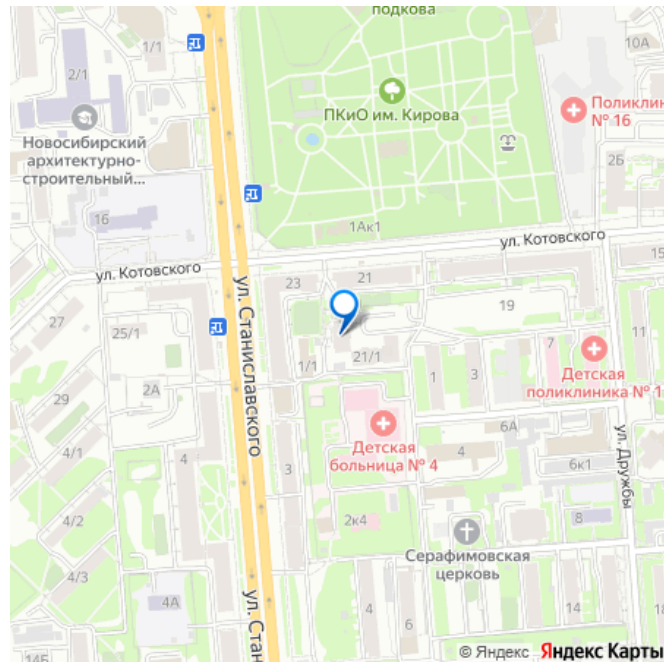 подкова
1/1
10А
2/1
ПКиО им. Кирова
Поликлин
№ 16
Новосибирский
архитектурно-
строительный...
2Б
1б
1Ак1
ул. Котовского
15
ул. Котовского
23
21
27
ул. Станиславского
19
25/1
11
7
1/1
21/1
Детская
поликлиника № 1
2А
1
3
29
Детская
больница № 4
6А
ул. Дружбы
4/1
4
3
4
6к1
4/2
2к4
8
Серафимовская
церковь
4/3
4А
ул. Стан
4
6
14
18
14Б
© Яндекс Яндекс Карты